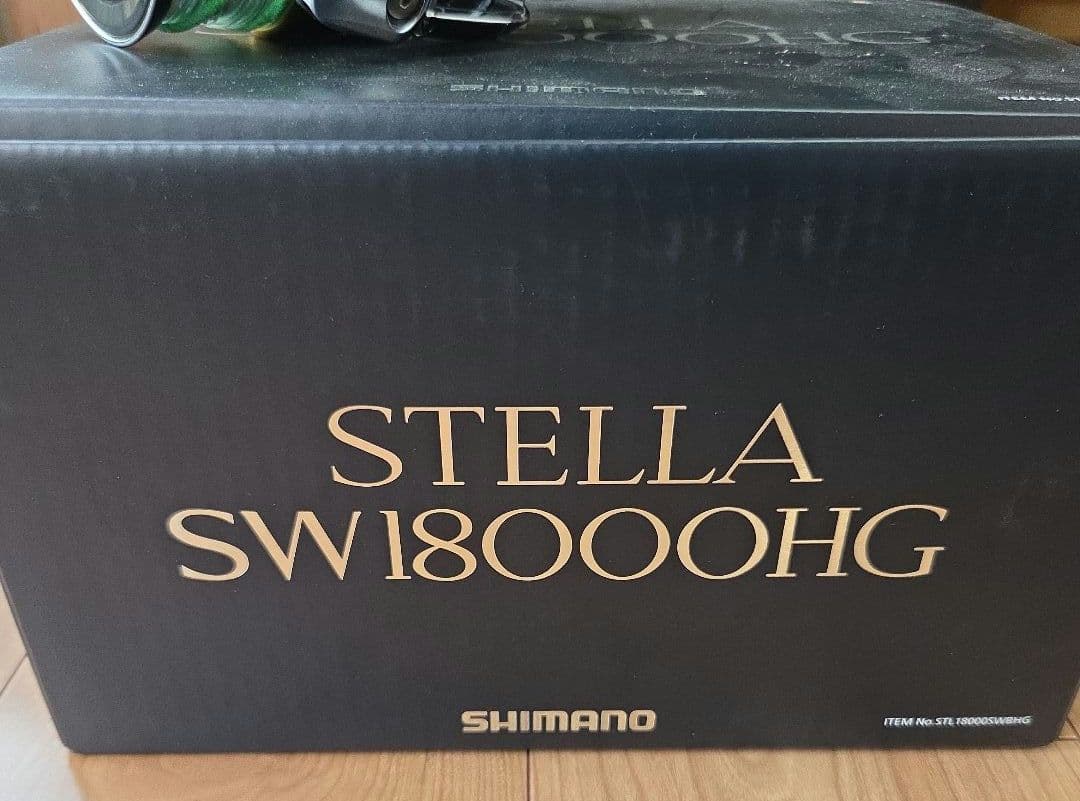 STELLA
SW18000HG
SHIMANO
ITEM No.STL18000SWBHG